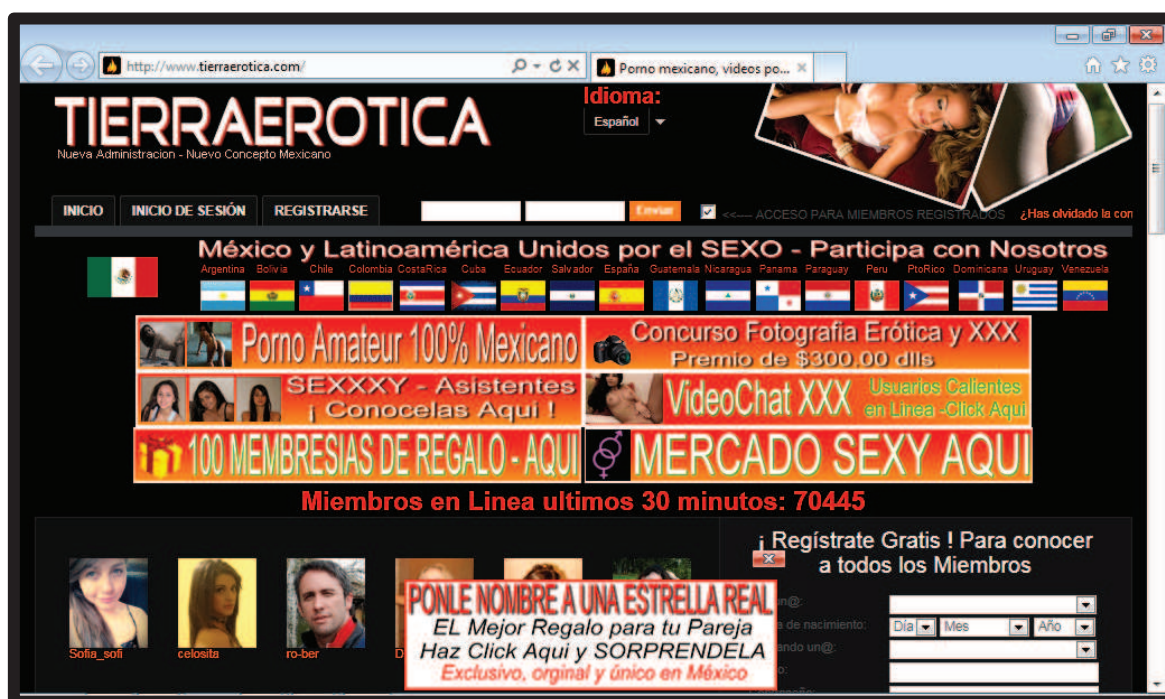 http://www.tierraerotica.com/
Porno mexicano, videos po...
TIERRAEROTICA
Nueva Administracion - Nuevo Concepto Mexicano
Idioma:
Español
INICIO
INICIO DE SESIÓN
REGISTRARSE
Enviar
<<---- ACCESO PARA MIEMBROS REGISTRADOS
¿Has olvidado la con
México y Latinoamérica Unidos por el SEXO - Participa con Nosotros
Argentina Bolivia Chile Colombia CostaRica Cuba Ecuador Salvador España Guatemala Nicaragua Panama Paraguay Peru PtoRico Dominicana Uruguay Venezuela
Porno Amateur 100% Mexicano
Concurso Fotografia Erótica y XXX
Premio de $300.00 dlls
SEXXXY - Asistentes
¡ Conocelas Aqui !
VideoChat XXX
Usuarios Calientes
en Linea -Click Aqui
100 MEMBRESIAS DE REGALO - AQUI
MERCADO SEXY AQUI
Miembros en Linea ultimos 30 minutos: 70445
¡ Regístrate Gratis ! Para conocer
a todos los Miembros
un@:
de nacimiento:
Día
Mes
Año
ando un@:
Sofia_sofi
celosita
ro-ber
PONLE NOMBRE A UNA ESTRELLA REAL
EL Mejor Regalo para tu Pareja
Haz Click Aqui y SORPRENDELA
Exclusivo, orginal y único en México